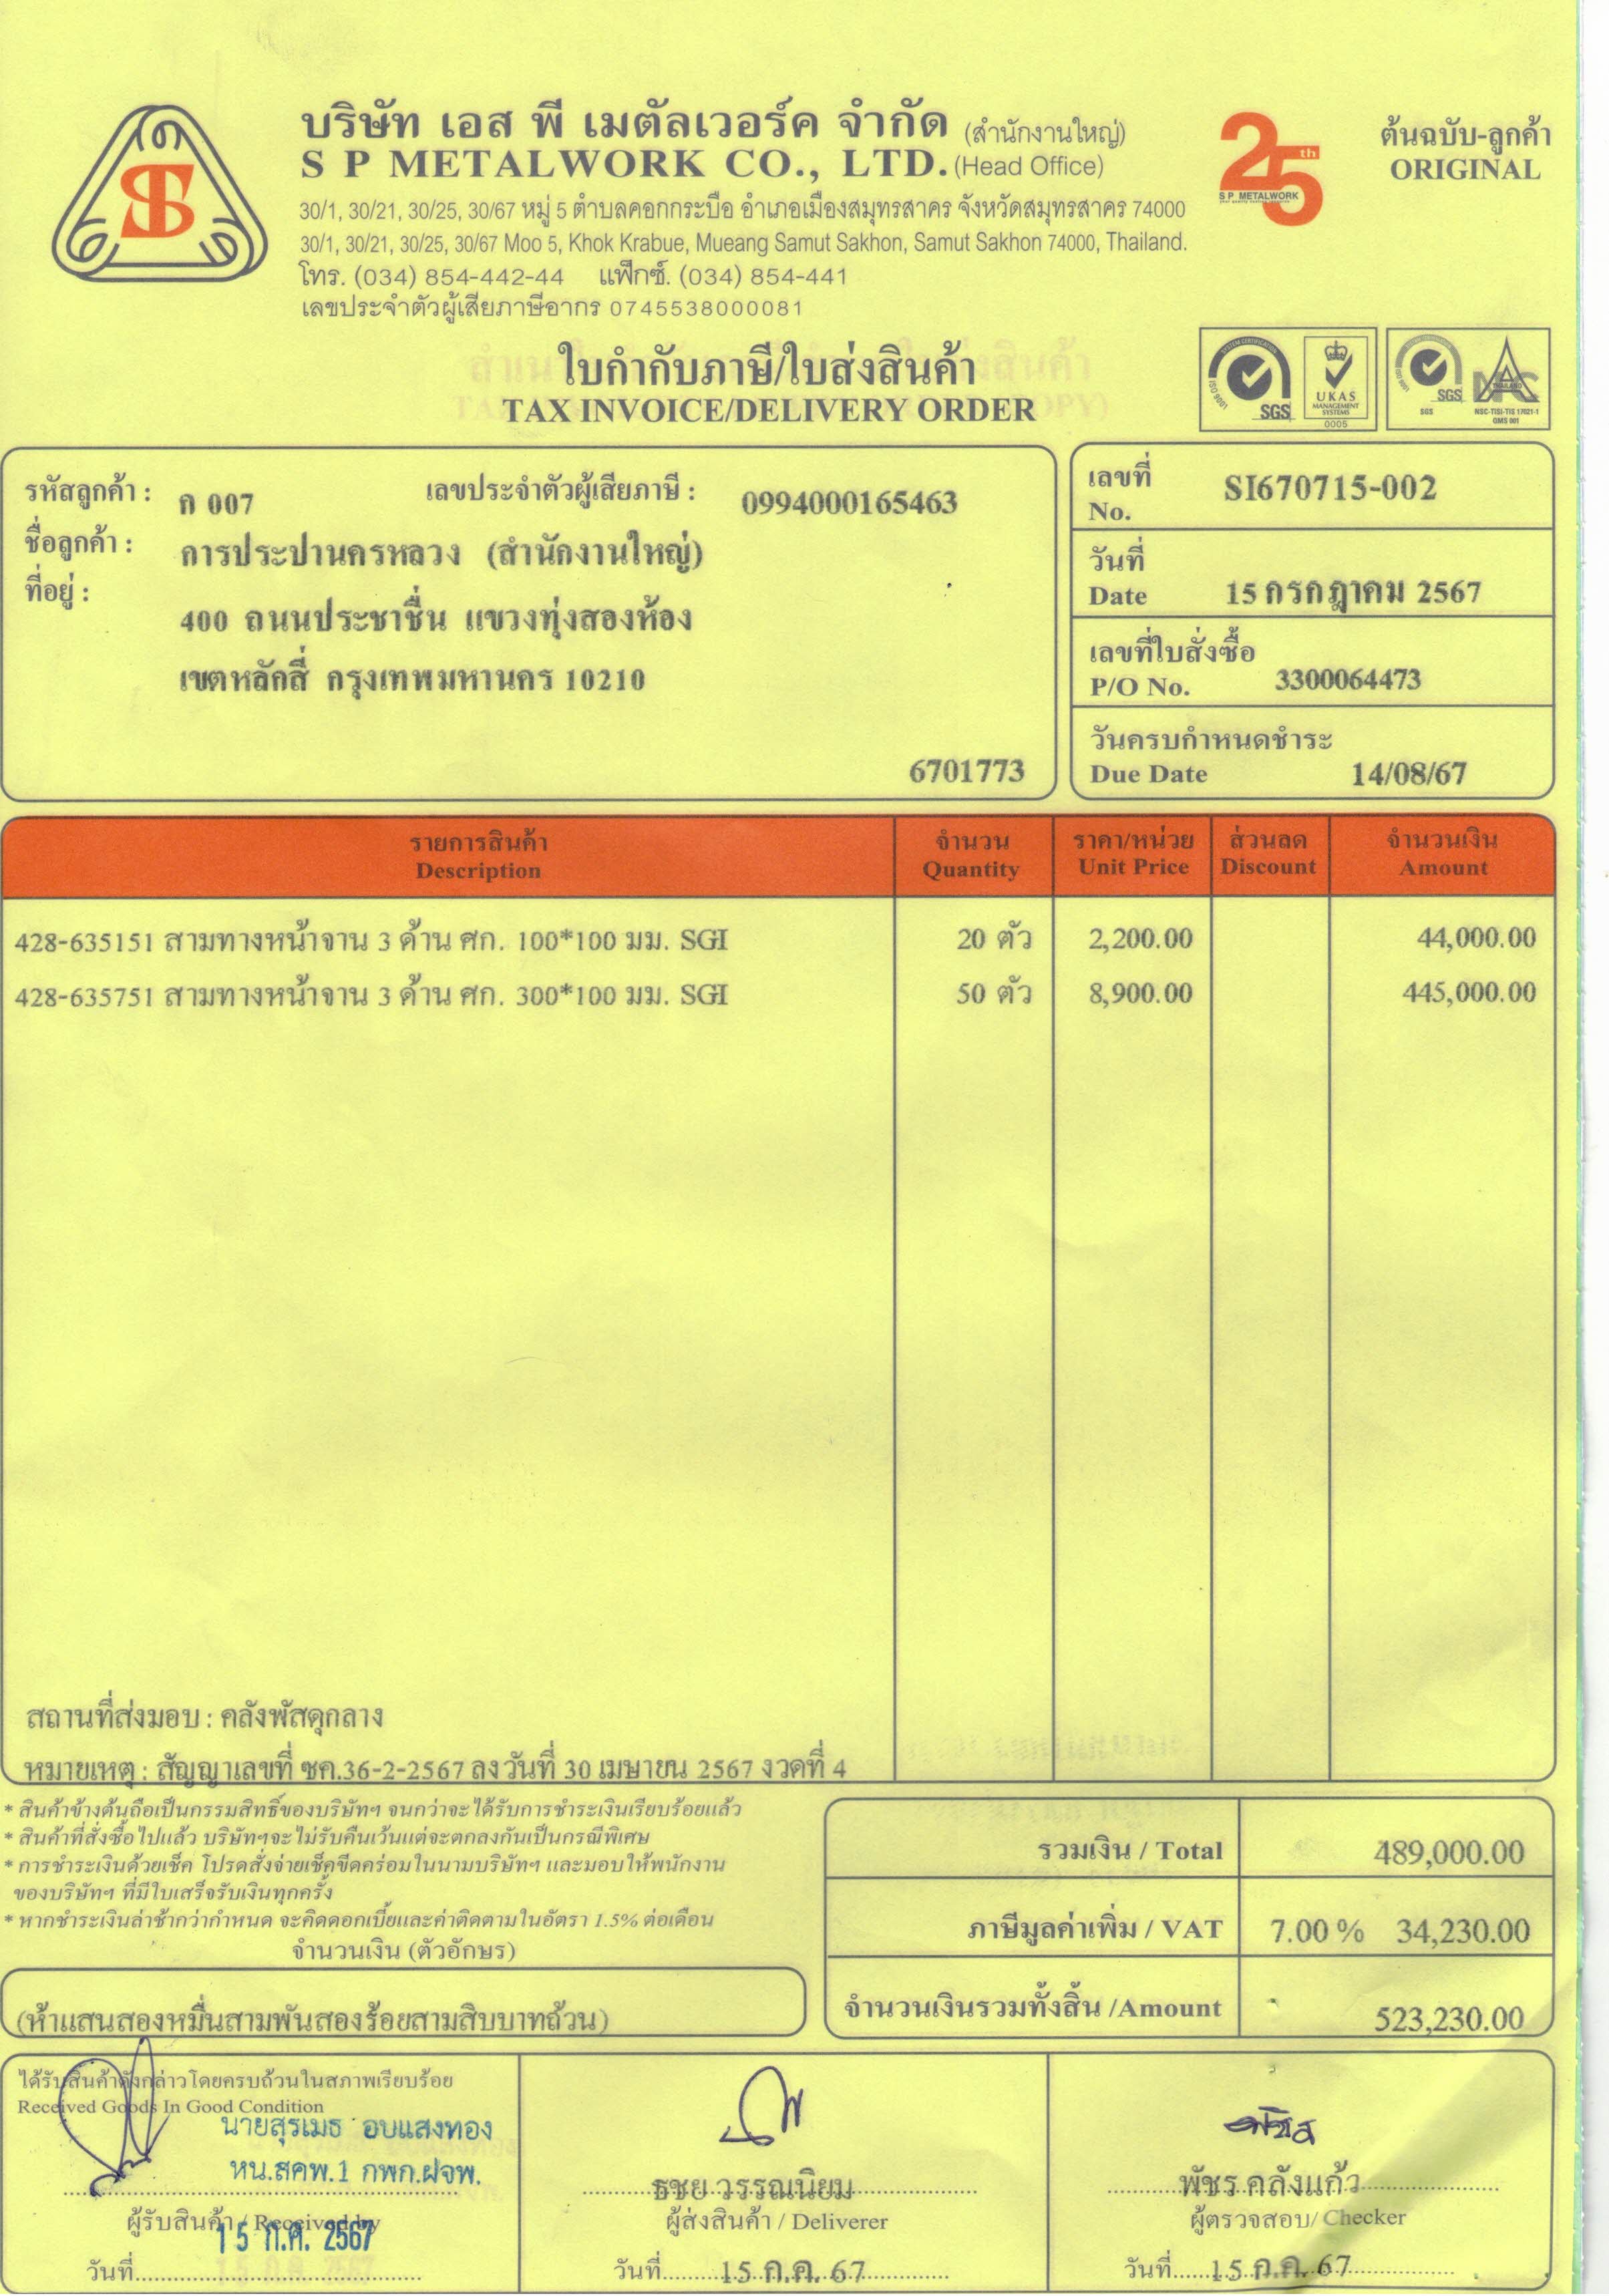 บริษัท เอส พี เมตัลเวอร์ค จำกัด (สำนักงานใหญ่)
S P METALWORK CO., LTD. (Head Office)
30/1, 30/21, 30/25, 30/67 หมู่ 5 ตำบลคอกกระบือ อำเภอเมืองสมุทรสาคร จังหวัดสมุทรสาคร 74000
30/1, 30/21, 30/25, 30/67 Moo 5, Khok Krabue, Mueang Samut Sakhon, Samut Sakhon 74000, Thailand.
โทร. (034) 854-442-44 แฟ็กซ์. (034) 854-441
เลขประจำตัวผู้เสียภาษีอากร 0745538000081
25th
S P METALWORK
ต้นฉบับ-ลูกค้า
ORIGINAL
ใบกำกับภาษี/ใบส่งสินค้า
TAX INVOICE/DELIVERY ORDER
SYSTEM CERTIFICATION
ISO 9001
SGS
UKAS
MANAGEMENT
SYSTEMS
0005
ISO 9001
SGS
SGS
NAC
THAILAND
NSC-TISI-TIS 17021-1
QMS 001
รหัสลูกค้า : ก 007 เลขประจำตัวผู้เสียภาษี : 0994000165463
ชื่อลูกค้า : การประปานครหลวง (สำนักงานใหญ่)
ที่อยู่ : 400 ถนนประชาชื่น แขวงทุ่งสองห้อง
เขตหลักสี่ กรุงเทพมหานคร 10210
6701773
เลขที่
No. SI670715-002
วันที่
Date 15 กรกฎาคม 2567
เลขที่ใบสั่งซื้อ
P/O No. 3300064473
วันครบกำหนดชำระ
Due Date 14/08/67
รายการสินค้า จำนวน ราคา/หน่วย ส่วนลด จำนวนเงิน
Description Quantity Unit Price Discount Amount
428-635151 สามทางหน้าจาน 3 ด้าน ศก. 100*100 มม. SGI 20 ตัว 2,200.00 44,000.00
428-635751 สามทางหน้าจาน 3 ด้าน ศก. 300*100 มม. SGI 50 ตัว 8,900.00 445,000.00
สถานที่ส่งมอบ : คลังพัสดุกลาง
หมายเหตุ : สัญญาเลขที่ ซค.36-2-2567 ลงวันที่ 30 เมษายน 2567 งวดที่ 4
* สินค้าข้างต้นถือเป็นกรรมสิทธิ์ของบริษัทฯ จนกว่าจะได้รับการชำระเงินเรียบร้อยแล้ว
* สินค้าที่สั่งซื้อไปแล้ว บริษัทฯจะไม่รับคืนเว้นแต่จะตกลงกันเป็นกรณีพิเศษ
* การชำระเงินด้วยเช็ค โปรดสั่งจ่ายเช็คขีดคร่อมในนามบริษัทฯ และมอบให้พนักงาน
ของบริษัทฯ ที่มีใบเสร็จรับเงินทุกครั้ง
* หากชำระเงินล่าช้ากว่ากำหนด จะคิดดอกเบี้ยและค่าติดตามในอัตรา 1.5% ต่อเดือน
จำนวนเงิน (ตัวอักษร)
(ห้าแสนสองหมื่นสามพันสองร้อยสามสิบบาทถ้วน)
รวมเงิน / Total 489,000.00
ภาษีมูลค่าเพิ่ม / VAT 7.00 % 34,230.00
จำนวนเงินรวมทั้งสิ้น /Amount 523,230.00
ได้รับสินค้าดังกล่าวโดยครบถ้วนในสภาพเรียบร้อย
Received Goods In Good Condition
นายสุรเมธ อบแสงทอง
หน.สคพ.1 กพก.ฝจพ.
ผู้รับสินค้า / Received by
15 ก.ค. 2567
วันที่
ธชย วรรณนิยม
ผู้ส่งสินค้า / Deliverer
วันที่ 15 ก.ค. 67
พัชร คลังแก้ว
ผู้ตรวจสอบ/ Checker
วันที่ 15 ก.ค. 67